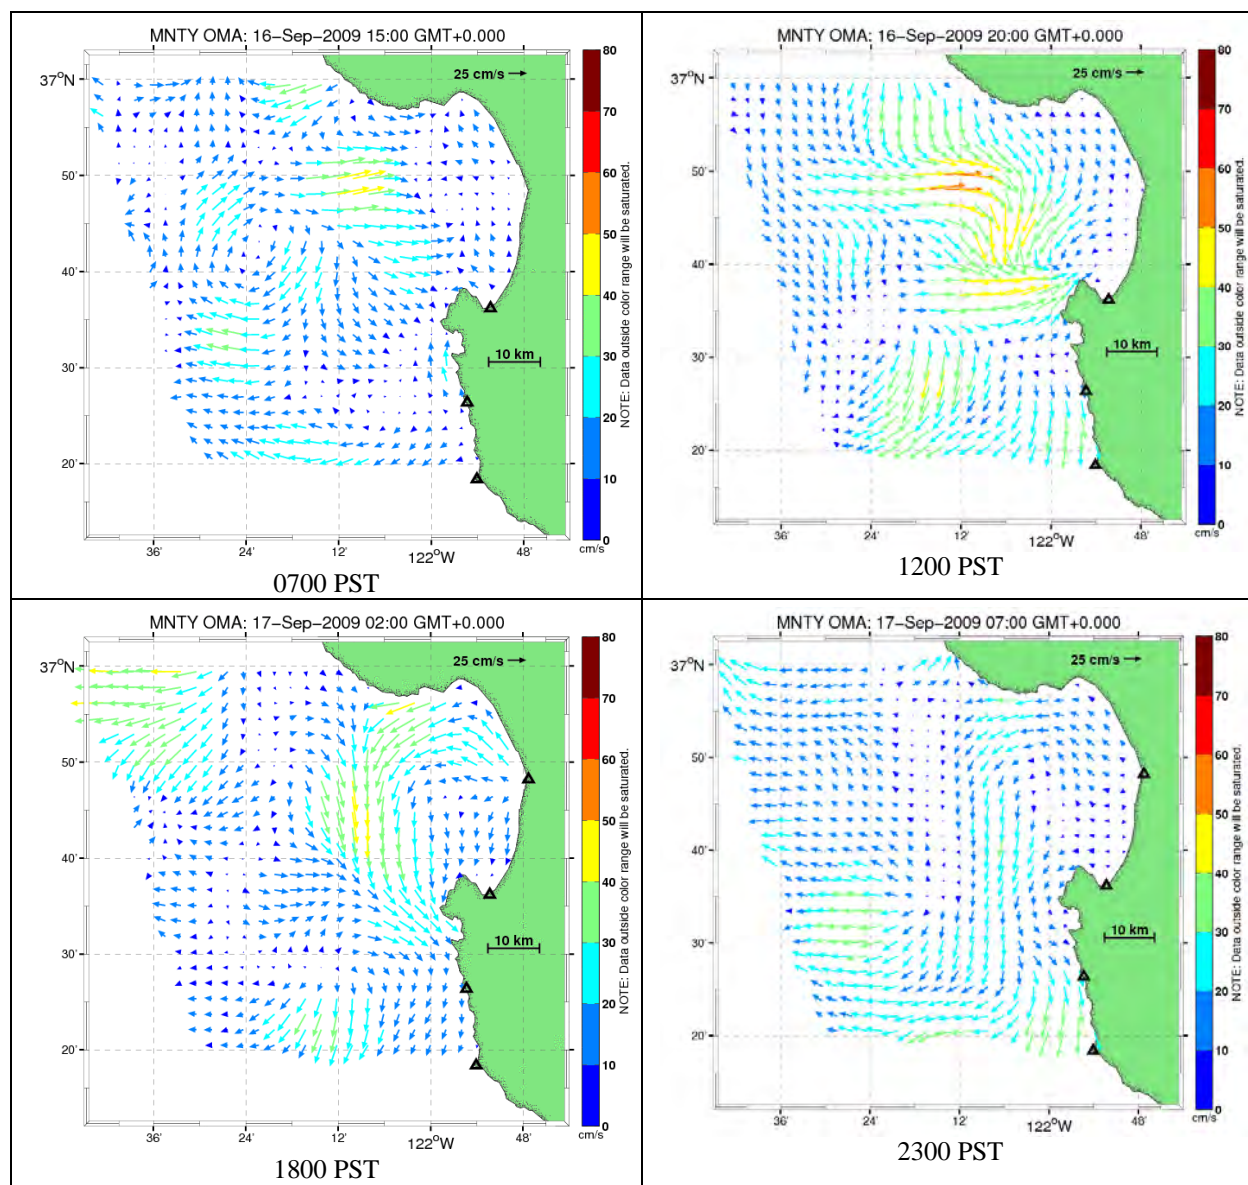 MNTY OMA: 16-Sep-2009 15:00 GMT+0.000
37°N
50'
40'
30'
20'
36'
24'
12'
122°W
48'
25 cm/s
10 km
80
70
60
50
40
30
20
10
0
cm/s
NOTE: Data outside color range will be saturated.
0700 PST
MNTY OMA: 16-Sep-2009 20:00 GMT+0.000
37°N
50'
40'
30'
20'
36'
24'
12'
122°W
48'
25 cm/s
10 km
80
70
60
50
40
30
20
10
0
cm/s
NOTE: Data outside color range will be saturated.
1200 PST
MNTY OMA: 17-Sep-2009 02:00 GMT+0.000
37°N
50'
40'
30'
20'
36'
24'
12'
122°W
48'
25 cm/s
10 km
80
70
60
50
40
30
20
10
0
cm/s
NOTE: Data outside color range will be saturated.
1800 PST
MNTY OMA: 17-Sep-2009 07:00 GMT+0.000
37°N
50'
40'
30'
20'
36'
24'
12'
122°W
48'
25 cm/s
10 km
80
70
60
50
40
30
20
10
0
cm/s
NOTE: Data outside color range will be saturated.
2300 PST